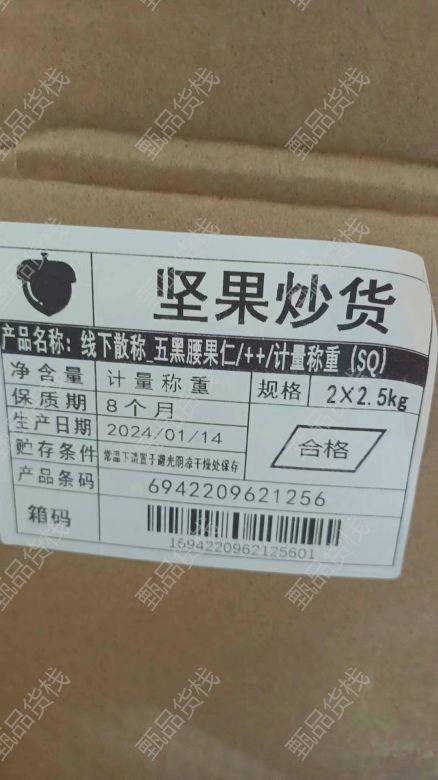 坚果炒货
产品名称：线下散称_五黑腰果仁/++/计量称重(SQ)
净含量 计量称重 规格 2×2.5kg
保质期 8个月
生产日期 2024/01/14
合格
贮存条件 常温下请置于避光阴凉干燥处保存
产品条码 6942209621256
箱码
15942209621256​01
甄品货栈